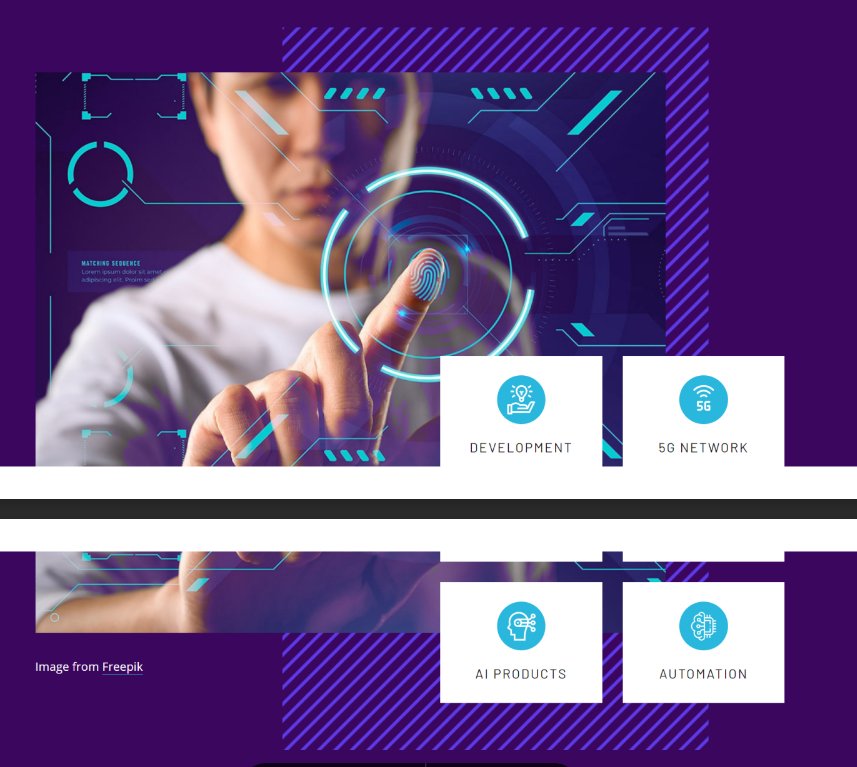 MATCHING SEQUENCE
Lorem ipsum dolor sit amet
adipiscing elit. Proin sed
5G
DEVELOPMENT
5G NETWORK
AI PRODUCTS
AUTOMATION
Image from Freepik